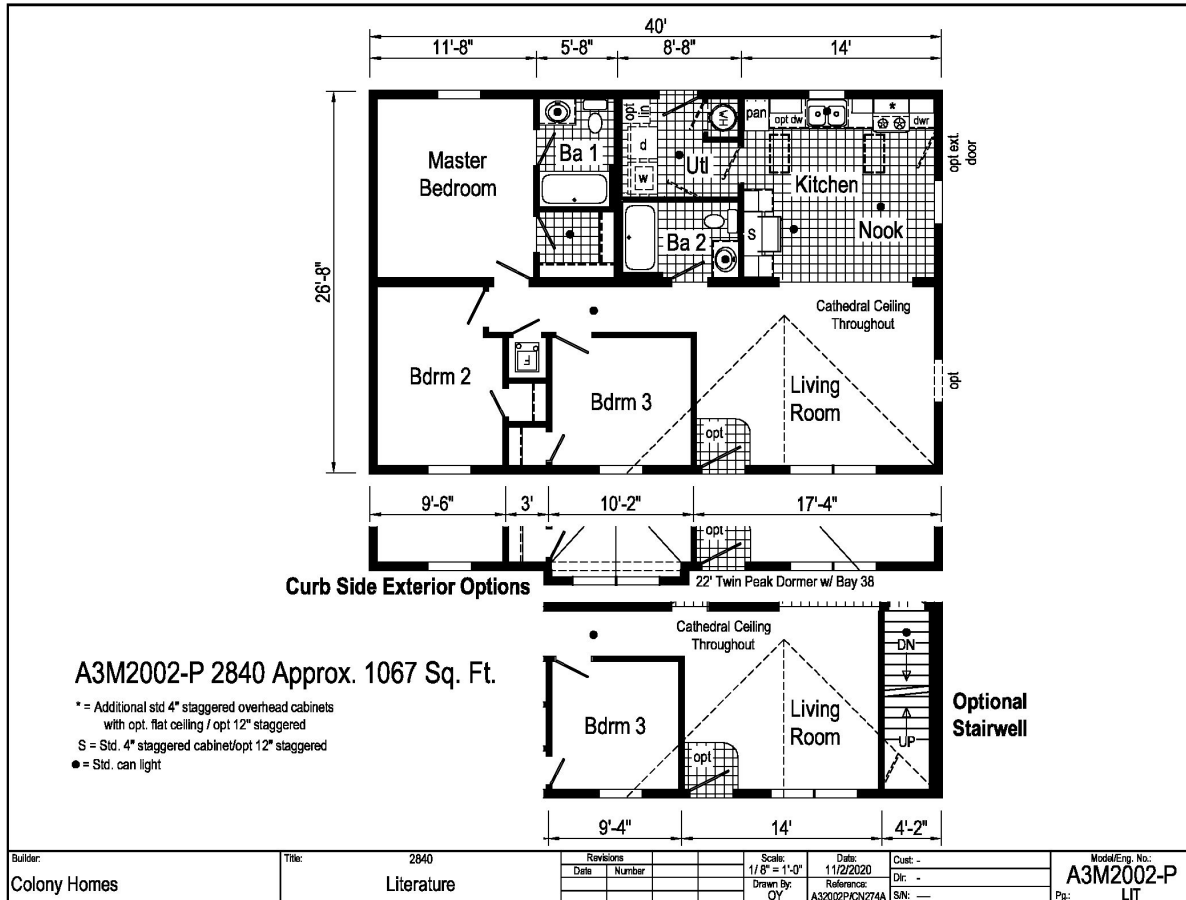 40'
11'-8" 5'-8" 8'-8" 14'
26'-8"
Master
Bedroom
Ba 1
opt
lin
d
w
Utl
WH
pan
opt dw
*
dwr
opt ext.
door
Kitchen
Nook
S
Ba 2
Cathedral Ceiling
Throughout
Bdrm 2
F
Bdrm 3
Living
Room
opt
opt
9'-6" 3' 10'-2" 17'-4"
opt
Curb Side Exterior Options
22' Twin Peak Dormer w/ Bay 38
Cathedral Ceiling
Throughout
DN
UP
Bdrm 3
Living
Room
opt
Optional
Stairwell
9'-4" 14' 4'-2"
A3M2002-P 2840 Approx. 1067 Sq. Ft.
* = Additional std 4" staggered overhead cabinets
with opt. flat ceiling / opt 12" staggered
S = Std. 4" staggered cabinet/opt 12" staggered
● = Std. can light
Builder:
Colony Homes
Title: 2840
Literature
Revisions
Date Number
Scale:
1/8" = 1'-0"
Drawn By:
OY
Date:
11/2/2020
Reference:
A32002P/CN274A
Cust: -
Dir: -
S/N: —
Model/Eng. No.:
A3M2002-P
Pg.: LIT